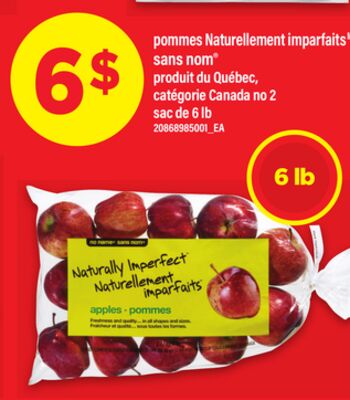 6$
pommes Naturellement imparfaits
sans nom®
produit du Québec,
catégorie Canada no 2
sac de 6 lb
20868985001_EA
6 lb
no name® sans nom®
Naturally Imperfect™
Naturellement
imparfaits™
apples - pommes
Freshness and quality... in all shapes and sizes.
Fraîcheur et qualité... sous toutes les formes.